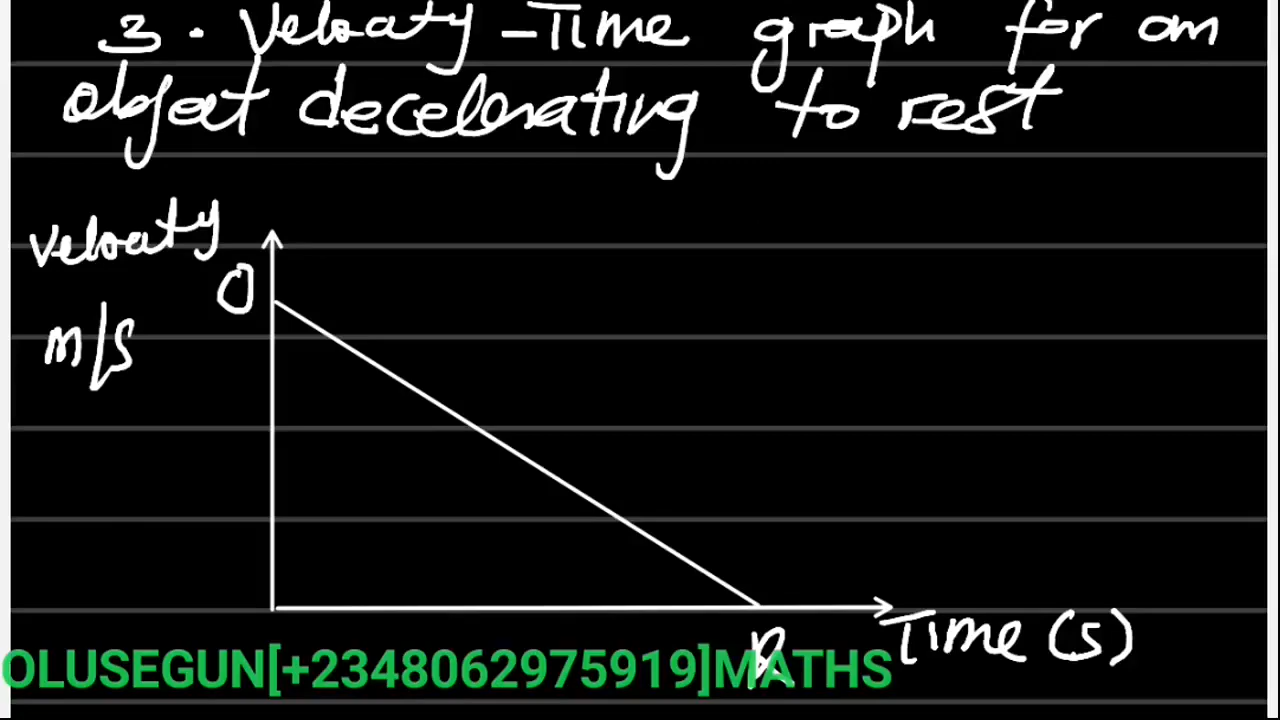 3. Velocity -Time graph for an
object decelerating to rest
Velocity
O
m/s
Time (s)
R
OLUSEGUN[+2348062975919]MATHS